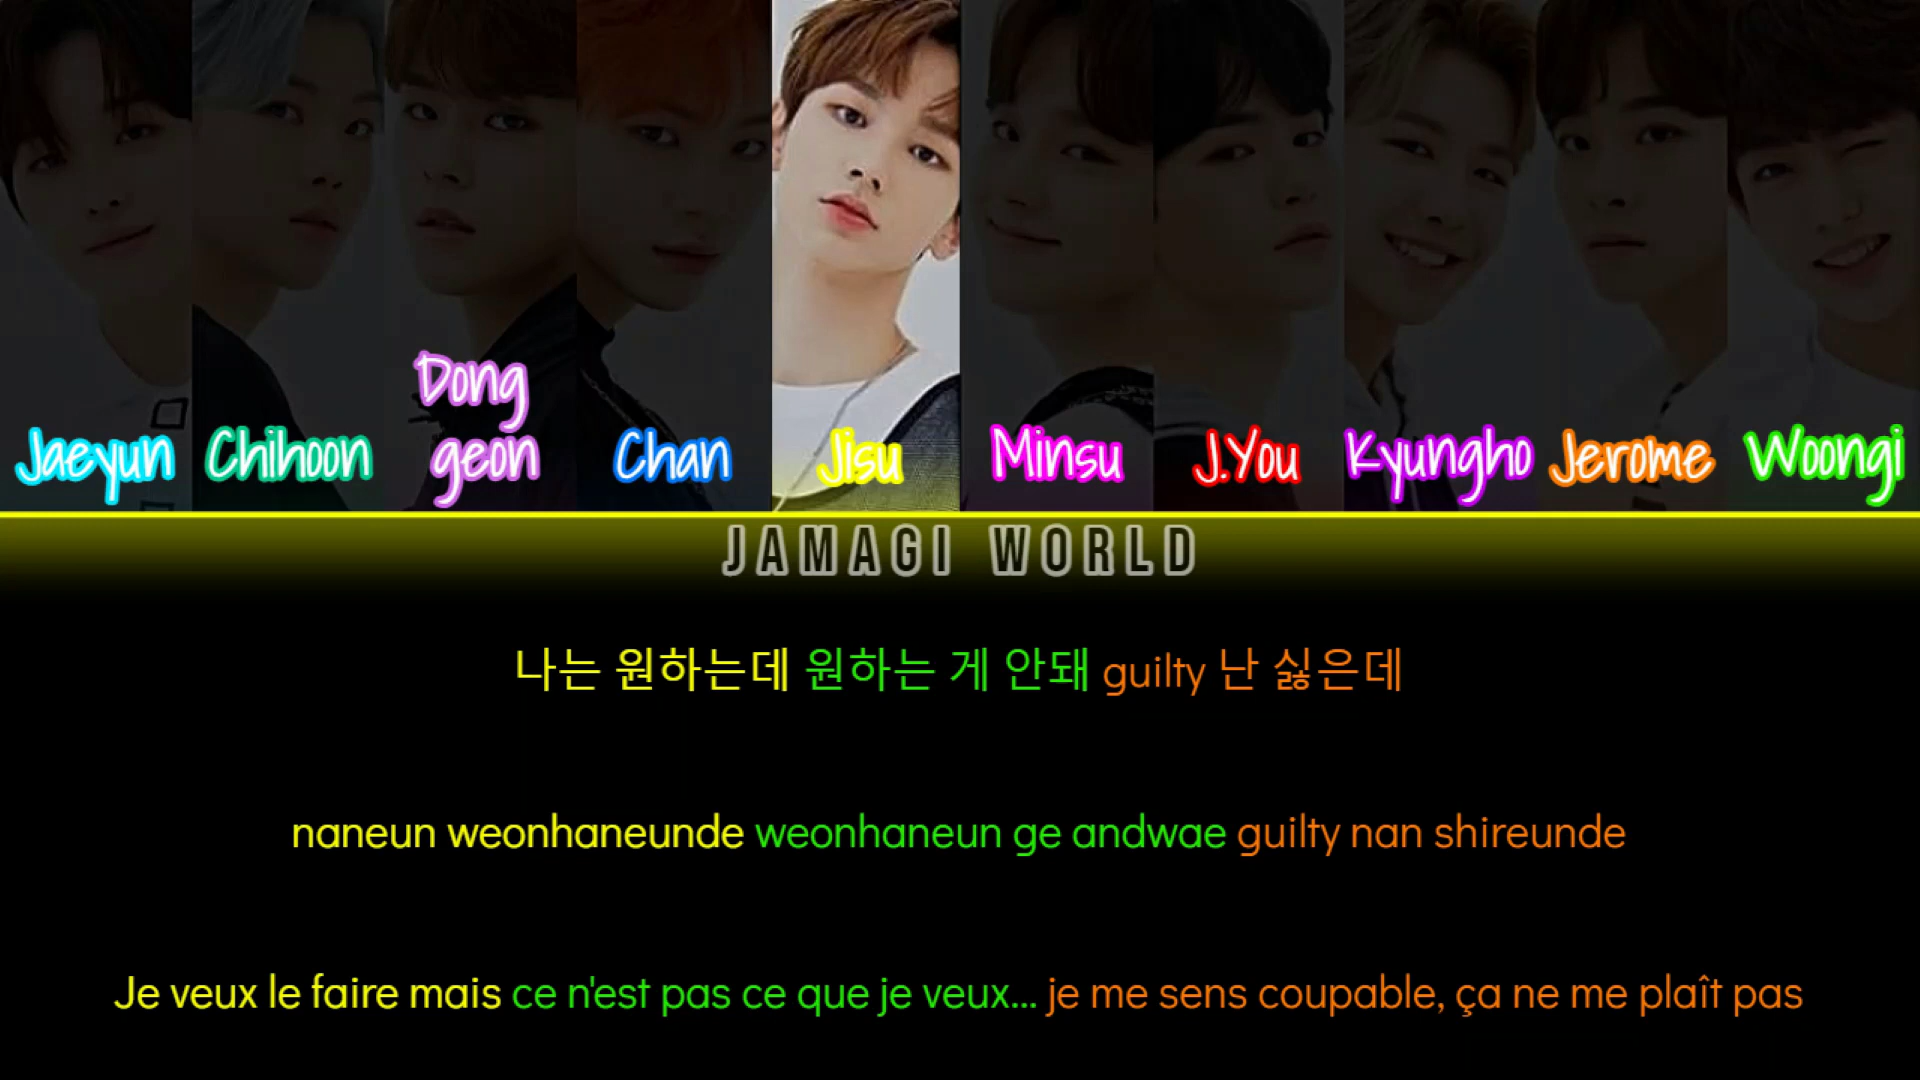 Jaeyun Chihoon Dong geon Chan Jisu Minsu J.You Kyungho Jerome Woongi
JAMAGI WORLD
나는 원하는데 원하는 게 안돼 guilty 난 싫은데
naneun weonhaneunde weonhaneun ge andwae guilty nan shireunde
Je veux le faire mais ce n'est pas ce que je veux... je me sens coupable, ça ne me plaît pas